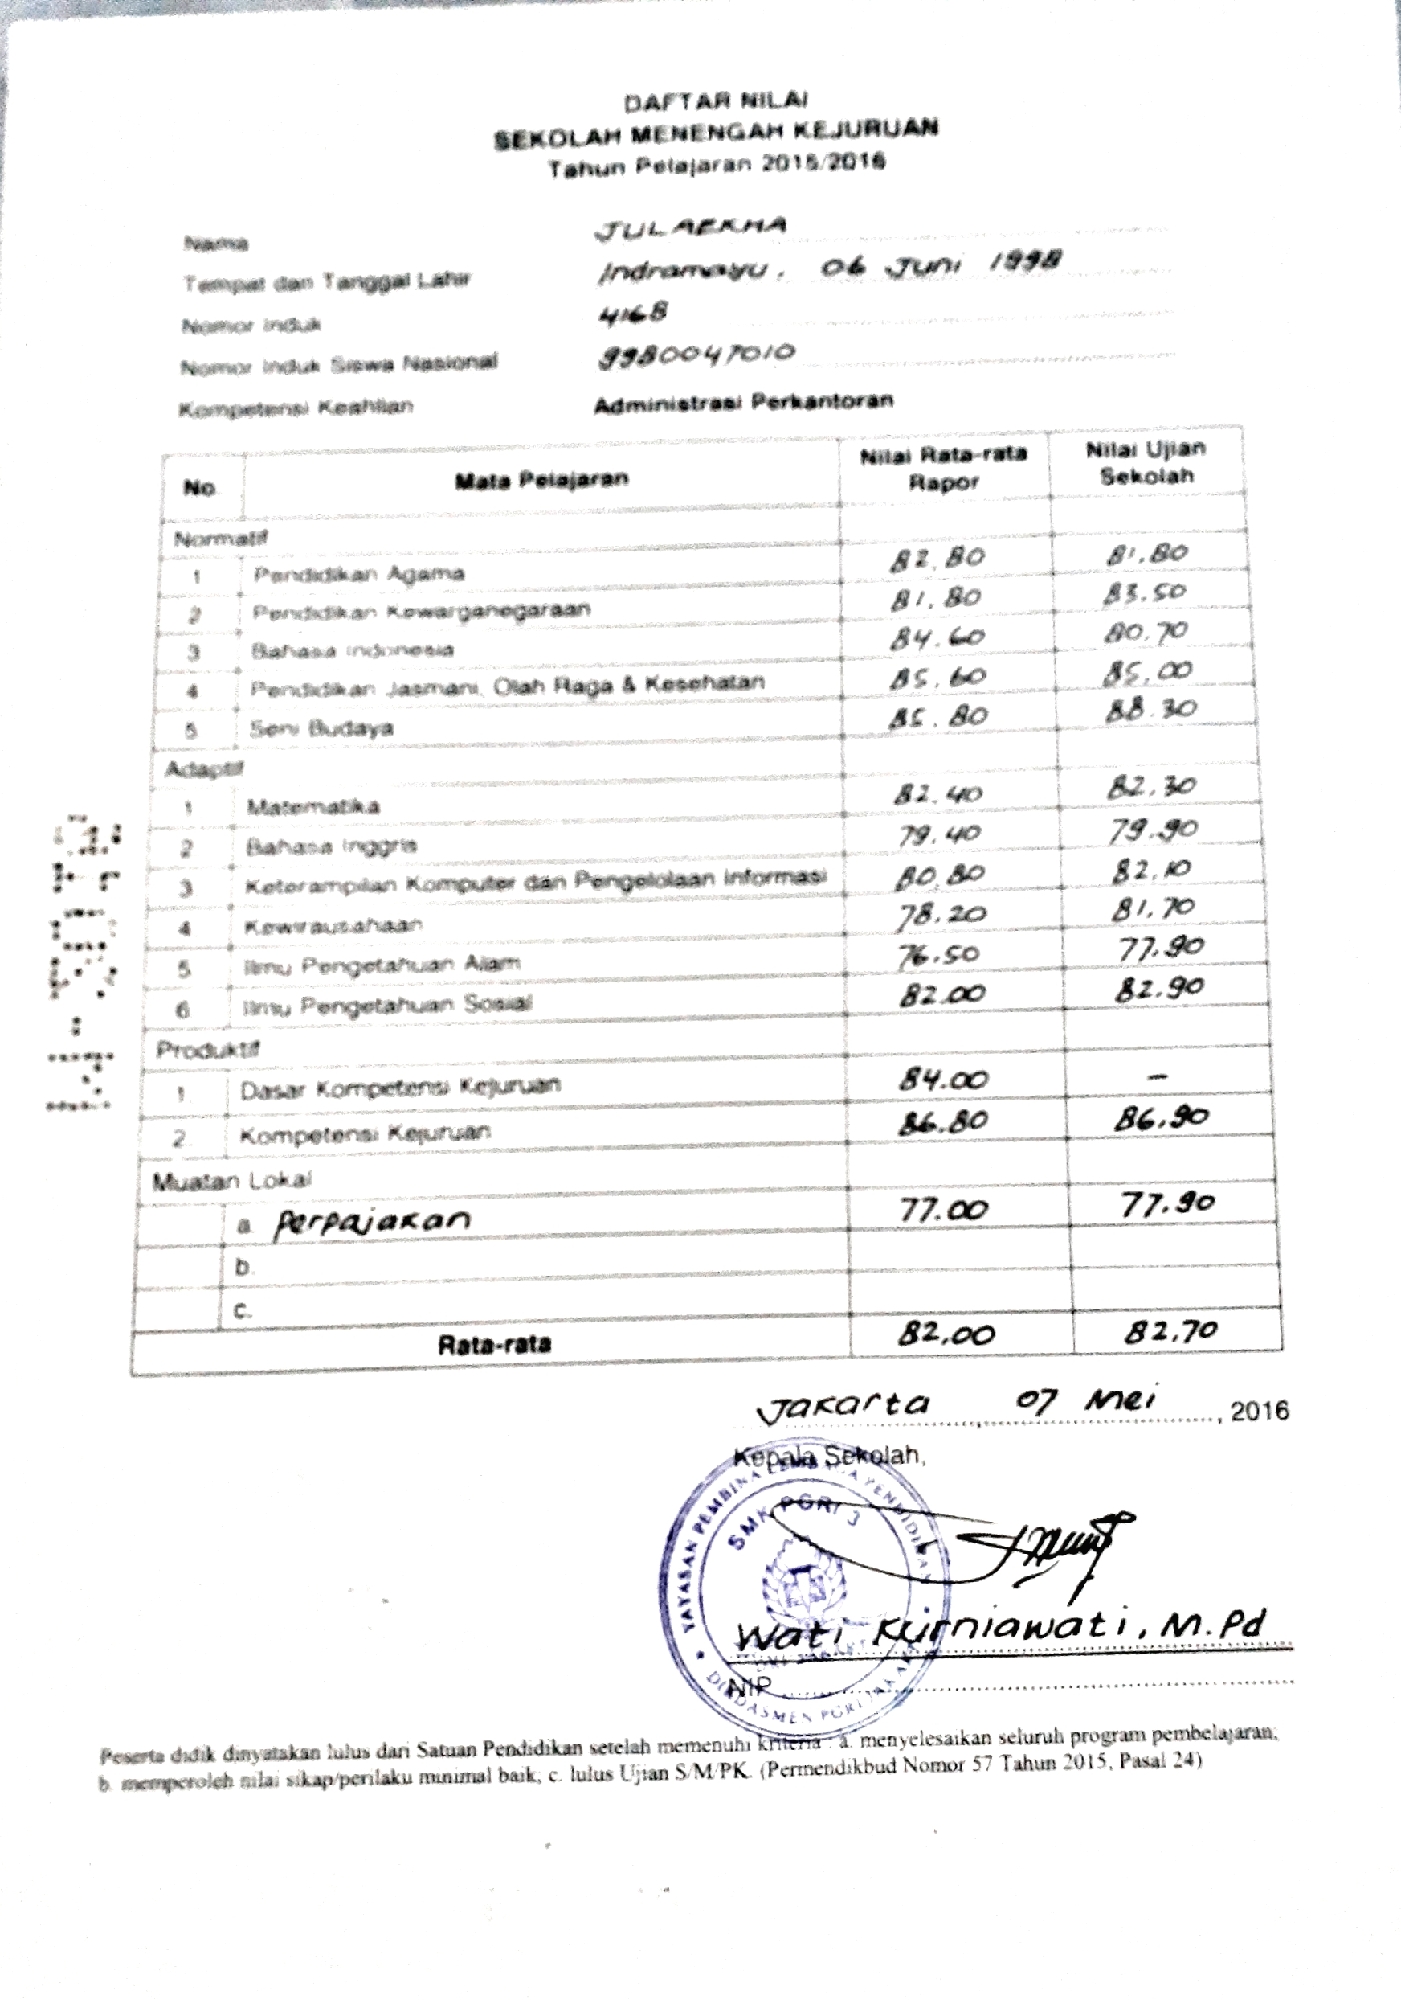 DAFTAR NILAI
SEKOLAH MENENGAH KEJURUAN
Tahun Pelajaran 2015/2016
Nama JULAEKHA
Tempat dan Tanggal Lahir Indramayu, 06 Juni 1998
Nomor Induk 4168
Nomor Induk Siswa Nasional 9980047010
Kompetensi Keahlian Administrasi Perkantoran
No Mata Pelajaran Nilai Rata-rata Rapor Nilai Ujian Sekolah
Normatif
1 Pendidikan Agama 82.80 81.80
2 Pendidikan Kewarganegaraan 81.80 83.50
3 Bahasa Indonesia 84.60 80.70
4 Pendidikan Jasmani, Olah Raga & Kesehatan 85.60 85.00
5 Seni Budaya 85.80 88.30
Adaptif
1 Matematika 82.40 82.30
2 Bahasa Inggris 79.40 79.90
3 Keterampilan Komputer dan Pengelolaan Informasi 80.80 82.10
4 Kewirausahaan 78.20 81.70
5 Ilmu Pengetahuan Alam 76.50 77.90
6 Ilmu Pengetahuan Sosial 82.00 82.90
Produktif
1 Dasar Kompetensi Kejuruan 84.00 –
2 Kompetensi Kejuruan 86.80 86.90
Muatan Lokal
a. Perpajakan 77.00 77.90
b.
c.
Rata-rata 82,00 82,70
Jakarta, 07 Mei, 2016
Kepala Sekolah,
YAYASAN PEMBINA LEMBAGA PENDIDIKAN
SMK PGRI 3
DIKDASMEN PGRI JAKARTA
Wati Kurniawati, M.Pd
NIP
Peserta didik dinyatakan lulus dari Satuan Pendidikan setelah memenuhi kriteria : a. menyelesaikan seluruh program pembelajaran;
b. memperoleh nilai sikap/perilaku minimal baik; c. lulus Ujian S/M/PK. (Permendikbud Nomor 57 Tahun 2015, Pasal 24)